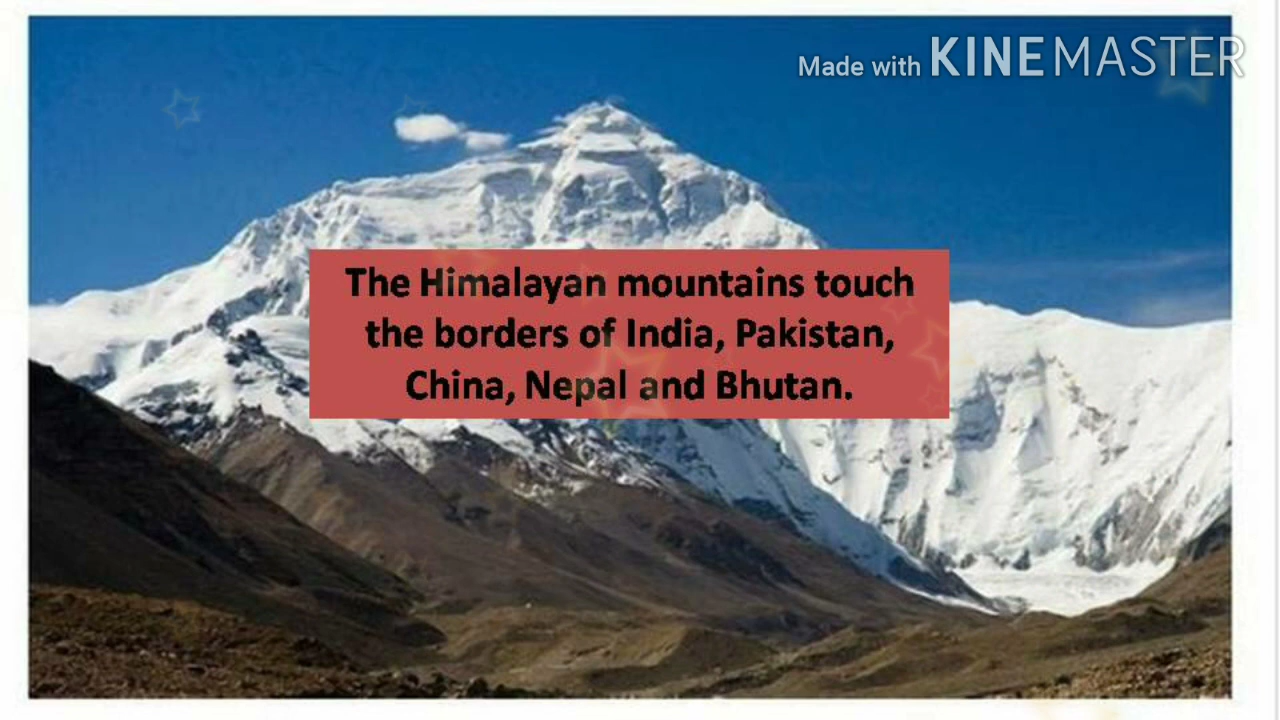 Made with KINEMASTER
The Himalayan mountains touch
the borders of India, Pakistan,
China, Nepal and Bhutan.